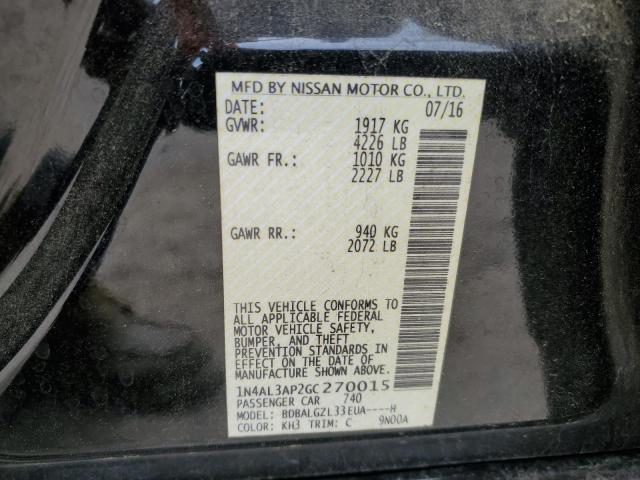 MFD BY NISSAN MOTOR CO., LTD.
DATE: 07/16
GVWR: 1917 KG
4226 LB
GAWR FR.: 1010 KG
2227 LB
GAWR RR.: 940 KG
2072 LB
THIS VEHICLE CONFORMS TO
ALL APPLICABLE FEDERAL
MOTOR VEHICLE SAFETY,
BUMPER, AND THEFT
PREVENTION STANDARDS IN
EFFECT ON THE DATE OF
MANUFACTURE SHOWN ABOVE.
1N4AL3AP2GC270015
PASSENGER CAR 740
MODEL: BDBALGZL33EUA----H
COLOR: KH3 TRIM: C 9N00A